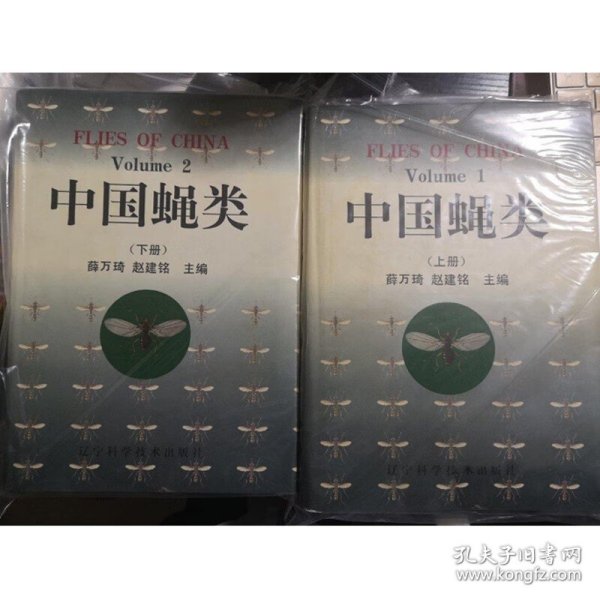 FLIES OF CHINA
Volume 2
中国蝇类
(下册)
薛万琦 赵建铭 主编
辽宁科学技术出版社
FLIES OF CHINA
Volume 1
中国蝇类
(上册)
薛万琦 赵建铭 主编
辽宁科学技术出版社
孔夫子旧书网
www.kongfz.com